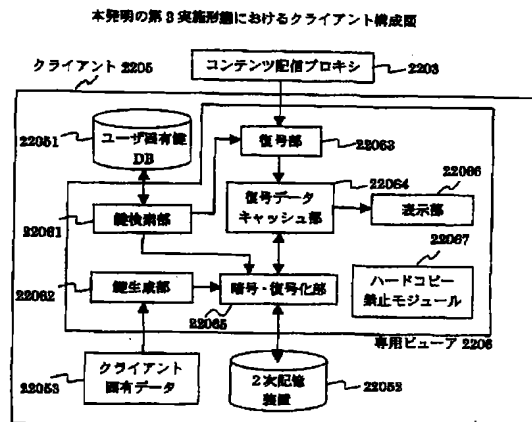 本発明の第3実施形態におけるクライアント構成図
クライアント 2205
コンテンツ配信プロキシ
2203
22051
ユーザ固有鍵
DB
復号部
22063
22064
22066
復号データ
キャッシュ部
表示部
22061
鍵検索部
22067
22062
鍵生成部
暗号・復号化部
22065
ハードコピー
禁止モジュール
専用ビューア 2206
22053
クライアント
固有データ
2次記憶
装置
22052